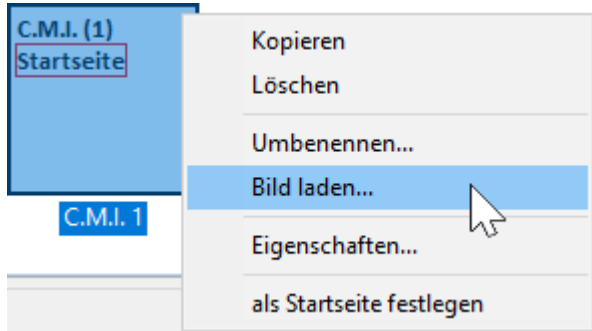 C.M.I. (1)
Startseite
C.M.I. 1
Kopieren
Löschen
Umbenennen...
Bild laden...
Eigenschaften...
als Startseite festlegen